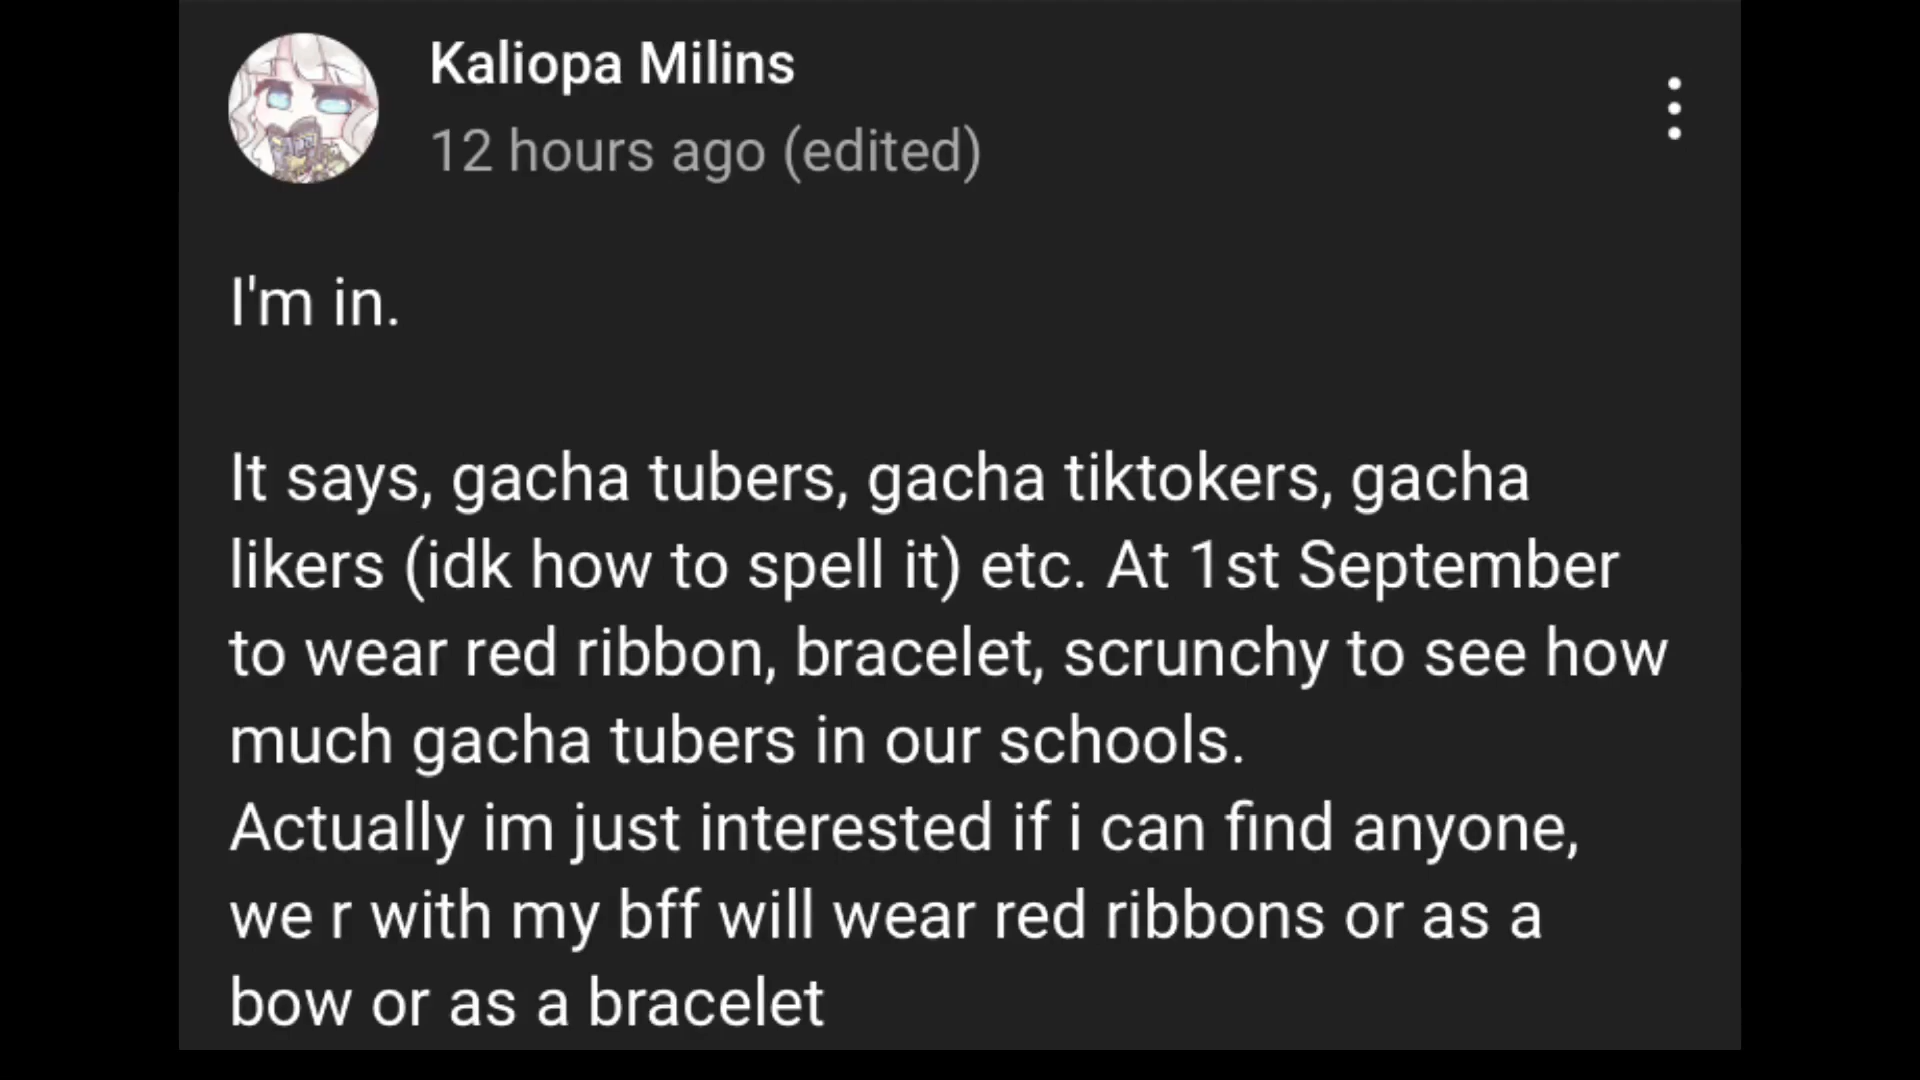 Kaliopa Milins
12 hours ago (edited)
I'm in.
It says, gacha tubers, gacha tiktokers, gacha
likers (idk how to spell it) etc. At 1st September
to wear red ribbon, bracelet, scrunchy to see how
much gacha tubers in our schools.
Actually im just interested if i can find anyone,
we r with my bff will wear red ribbons or as a
bow or as a bracelet